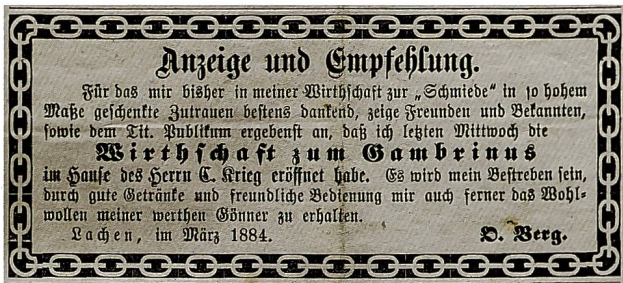 Anzeige und Empfehlung.
Für das mir bisher in meiner Wirthschaft zur „Schmiede" in so hohem
Maße geschenkte Zutrauen bestens dankend, zeige Freunden und Bekannten,
sowie dem Tit. Publikum ergebenst an, daß ich letzten Mittwoch die
Wirthschaft zum Gambrinus
im Hause des Herrn C. Krieg eröffnet habe. Es wird mein Bestreben sein,
durch gute Getränke und freundliche Bedienung mir auch ferner das Wohl-
wollen meiner werthen Gönner zu erhalten.
Lachen, im März 1884. O. Berg.